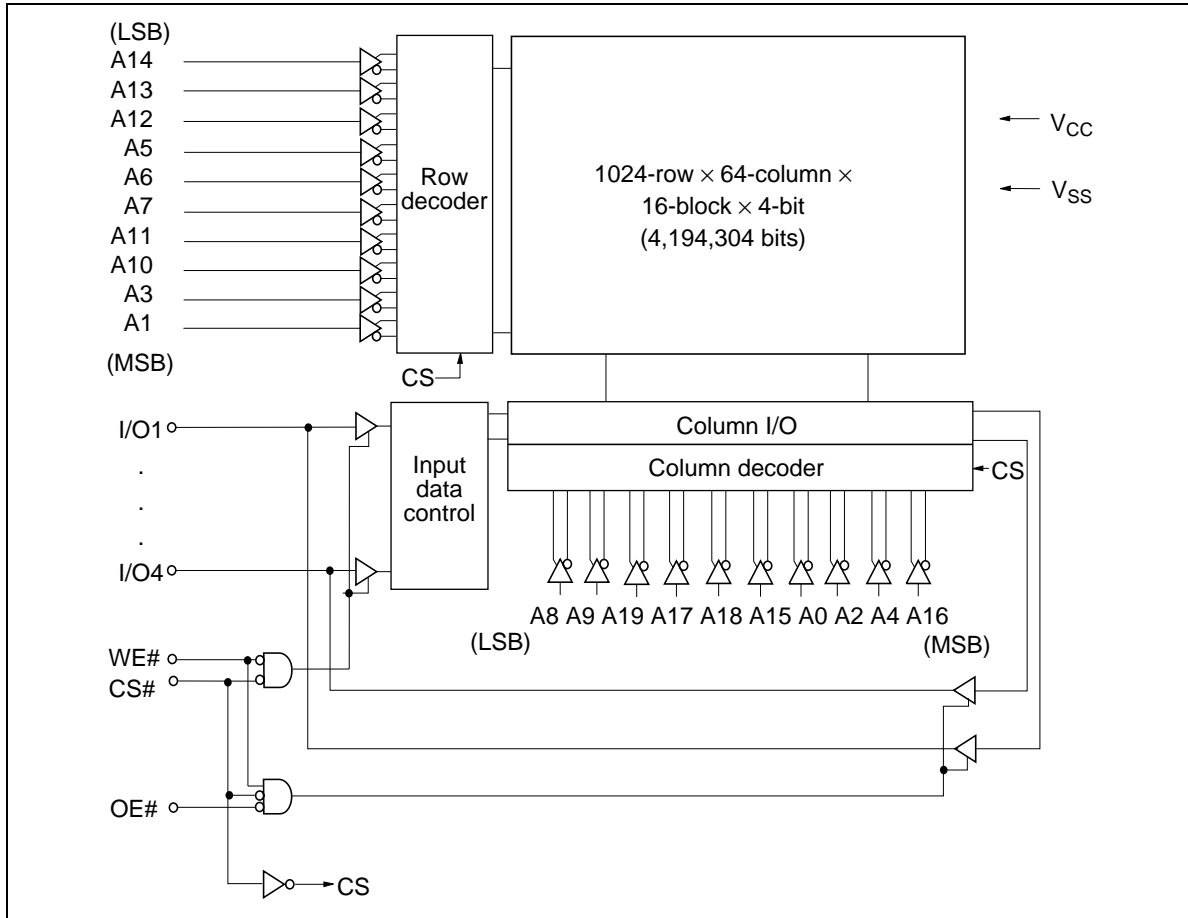 (LSB)
A14
A13
A12
A5
A6
A7
A11
A10
A3
A1
(MSB)
Row
decoder
CS
1024-row × 64-column ×
16-block × 4-bit
(4,194,304 bits)
VCC
VSS
I/O1
.
.
.
I/O4
Input
data
control
Column I/O
Column decoder
CS
A8 A9 A19 A17 A18 A15 A0 A2 A4 A16
(LSB) (MSB)
WE#
CS#
OE#
CS